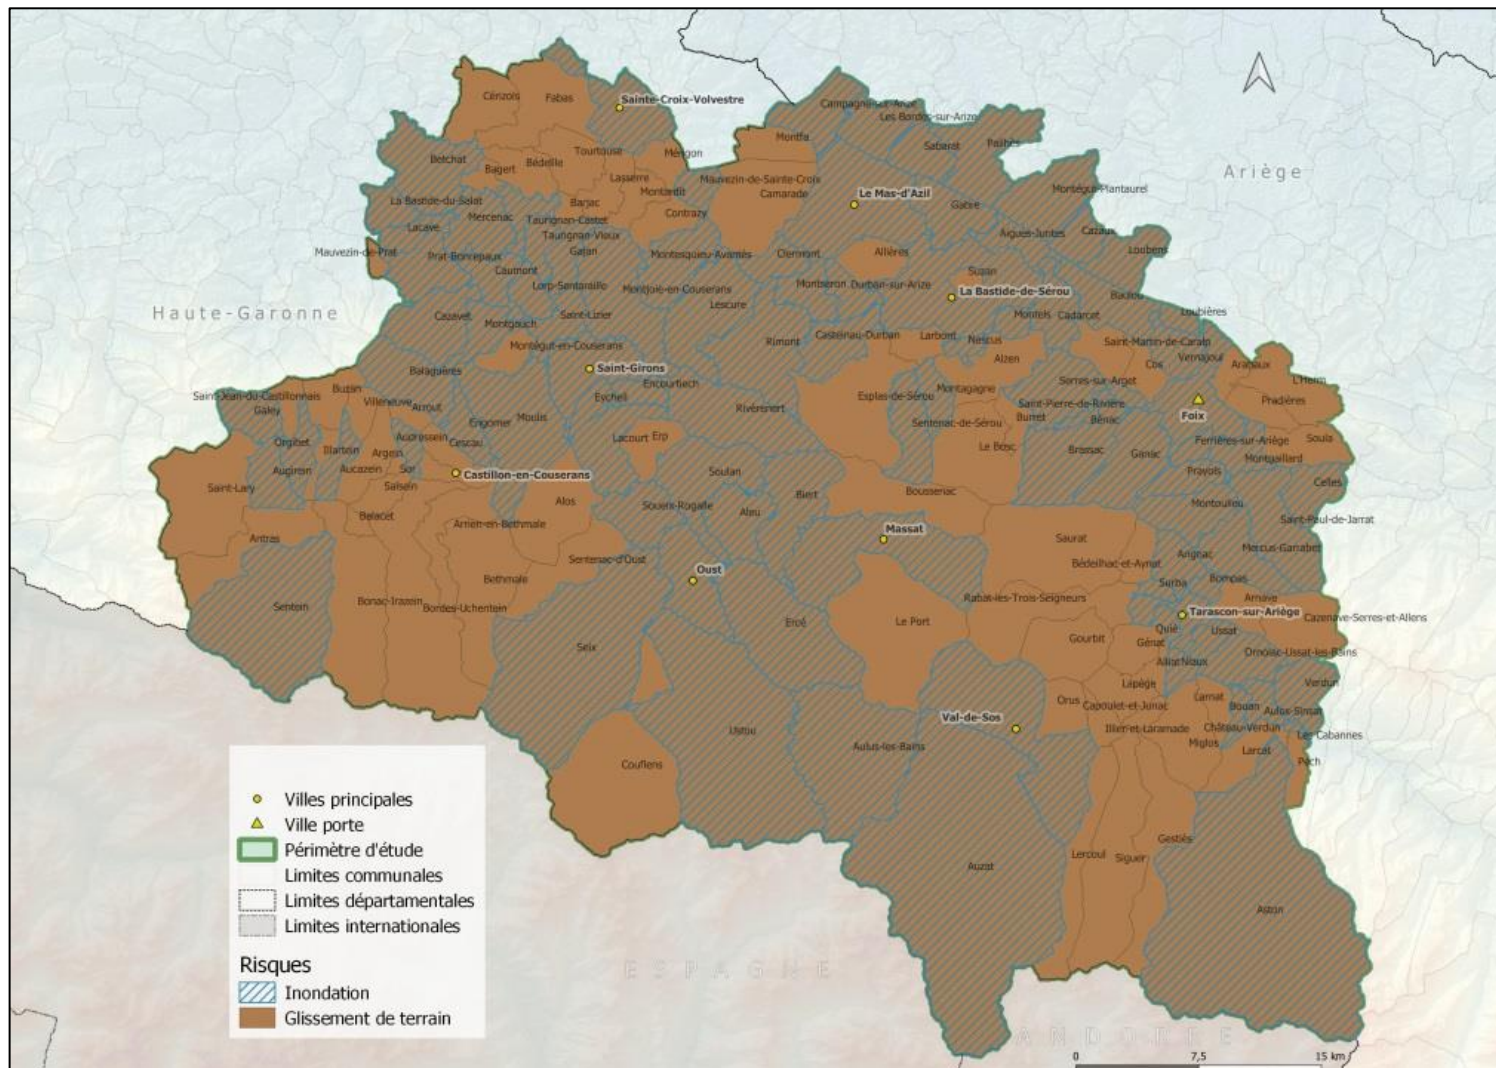 Cérizols
Fabas
Sainte-Croix-Volvestre
Campagne-sur-Arize
Les Bordes-sur-Arize
Montfa
Sabarat
Pailhès
Betchat
Bagert
Bédeille
Tourtouse
Mérigon
Lasserre
Mauvezin-de-Sainte-Croix
Ariège
Montardit
Camarade
Le Mas-d'Azil
Montégut-Plantaurel
La Bastide-du-Salat
Barjac
Mercenac
Taurignan-Castet
Contrazy
Gabre
Lacave
Taurignan-Vieux
Aigues-Juntes
Cazaux
Mauvezin-de-Prat
Prat-Bonrepaux
Gajan
Montesquieu-Avantès
Clermont
Allières
Loubens
Caumont
Suzan
Lorp-Sentaraille
Montjoie-en-Couserans
Montseron
Durban-sur-Arize
La Bastide-de-Sérou
Baulou
Haute-Garonne
Lescure
Cazavet
Montgauch
Saint-Lizier
Montels
Cadarcet
Loubières
Rimont
Castelnau-Durban
Larbont
Nescus
Saint-Martin-de-Caralp
Montégut-en-Couserans
Alzen
Vernajoul
Saint-Girons
Cos
Arabaux
Balaguères
Encourtiech
Serres-sur-Arget
L'Herm
Saint-Jean-du-Castillonnais
Buzan
Eycheil
Esplas-de-Sérou
Montagagne
Pradières
Galey
Villeneuve
Arrout
Rivèrenert
Saint-Pierre-de-Rivière
Foix
Engomer
Moulis
Sentenac-de-Sérou
Burret
Bénac
Orgibet
Audressein
Cescau
Lacourt
Erp
Illartein
Argein
Le Bosc
Brassac
Ganac
Ferrières-sur-Ariège
Soula
Augirein
Aucazein
Sor
Castillon-en-Couserans
Soulan
Prayols
Montgaillard
Saint-Lary
Salsein
Alos
Biert
Boussenac
Celles
Soueix-Rogalle
Aleu
Montoulieu
Balacet
Arrien-en-Bethmale
Saint-Paul-de-Jarrat
Antras
Massat
Saurat
Sentenac-d'Oust
Bédeilhac-et-Aynat
Arignac
Mercus-Garrabet
Oust
Bethmale
Surba
Bompas
Sentein
Bonac-Irazein
Bordes-Uchentein
Rabat-les-Trois-Seigneurs
Arnave
Ercé
Le Port
Tarascon-sur-Ariège
Cazenave-Serres-et-Allens
Gourbit
Génat
Quié
Ussat
Seix
Ornolac-Ussat-les-Bains
Alliat
Niaux
Lapège
Verdun
Orus
Capoulet-et-Junac
Larnat
Bouan
Aulos-Sinsat
Val-de-Sos
Ustou
Illier-et-Laramade
Château-Verdun
Les Cabannes
Aulus-les-Bains
Miglos
Larcat
Pech
Couflens
Gestiès
Lercoul
Siguer
Auzat
Aston
ESPAGNE
ANDORRE
Villes principales
Ville porte
Périmètre d'étude
Limites communales
Limites départementales
Limites internationales
Risques
Inondation
Glissement de terrain
0 7,5 15 km